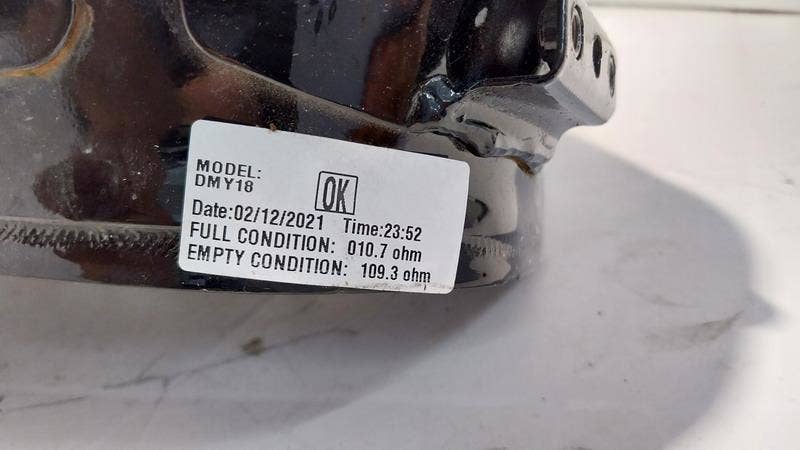 MODEL:
DMY18
OK
Date:02/12/2021 Time:23:52
FULL CONDITION: 010.7 ohm
EMPTY CONDITION: 109.3 ohm